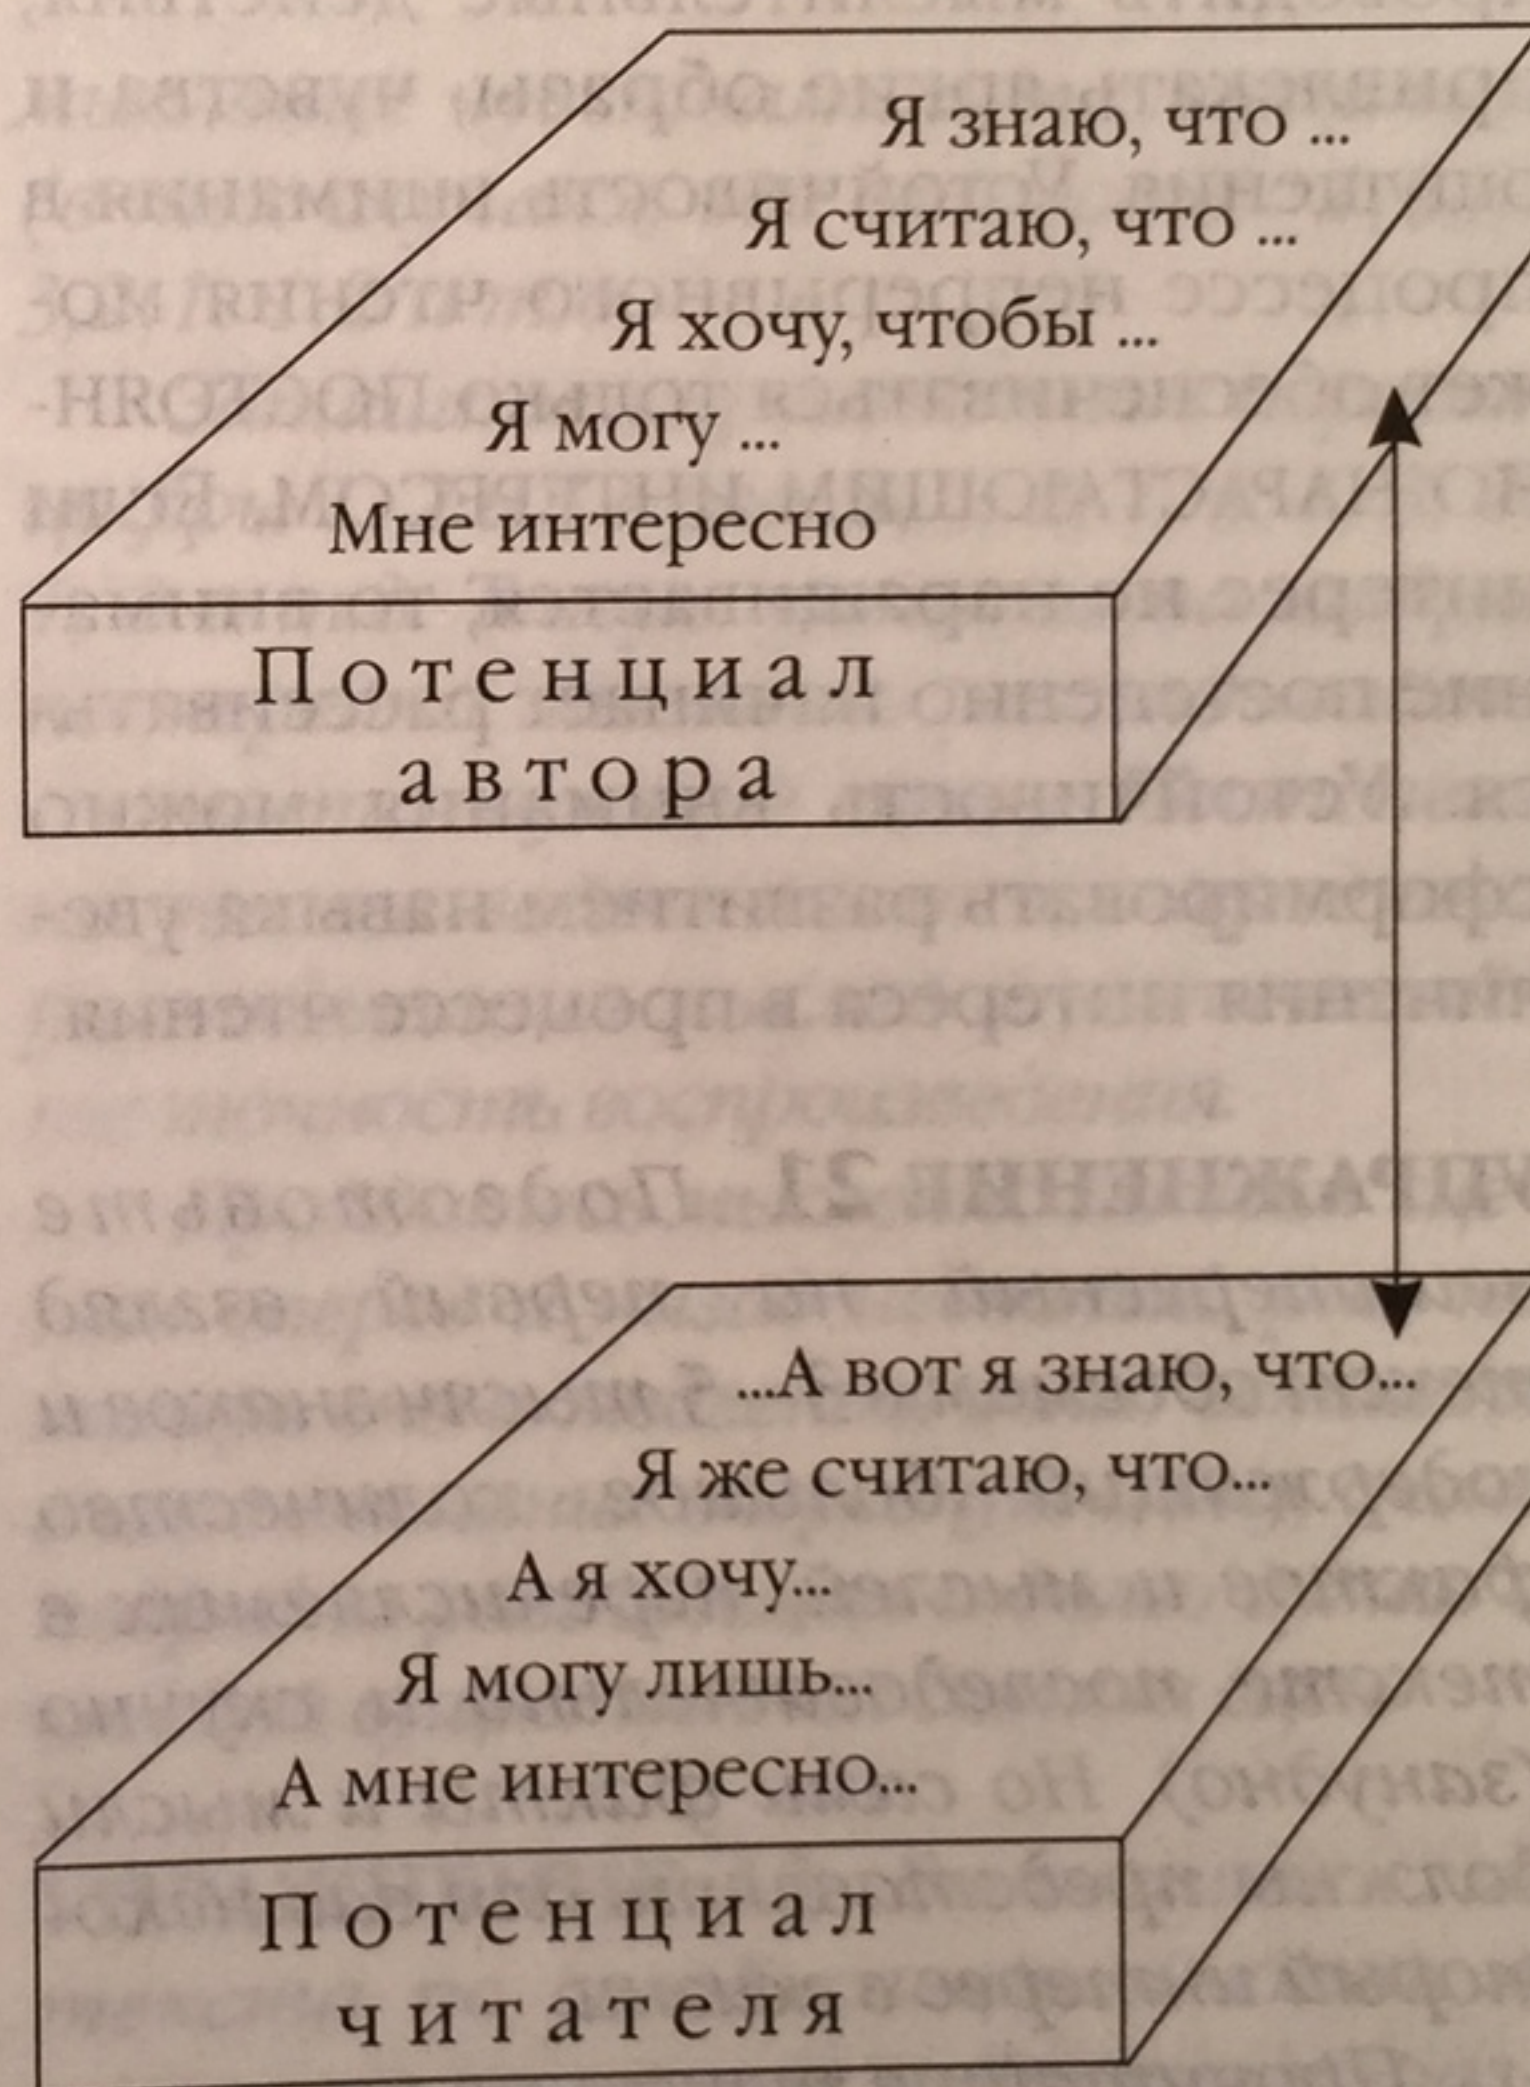 Я знаю, что ...
Я считаю, что ...
Я хочу, чтобы ...
Я могу ...
Мне интересно
Потенциал
автора
...А вот я знаю, что...
Я же считаю, что...
А я хочу...
Я могу лишь...
А мне интересно...
Потенциал
читателя